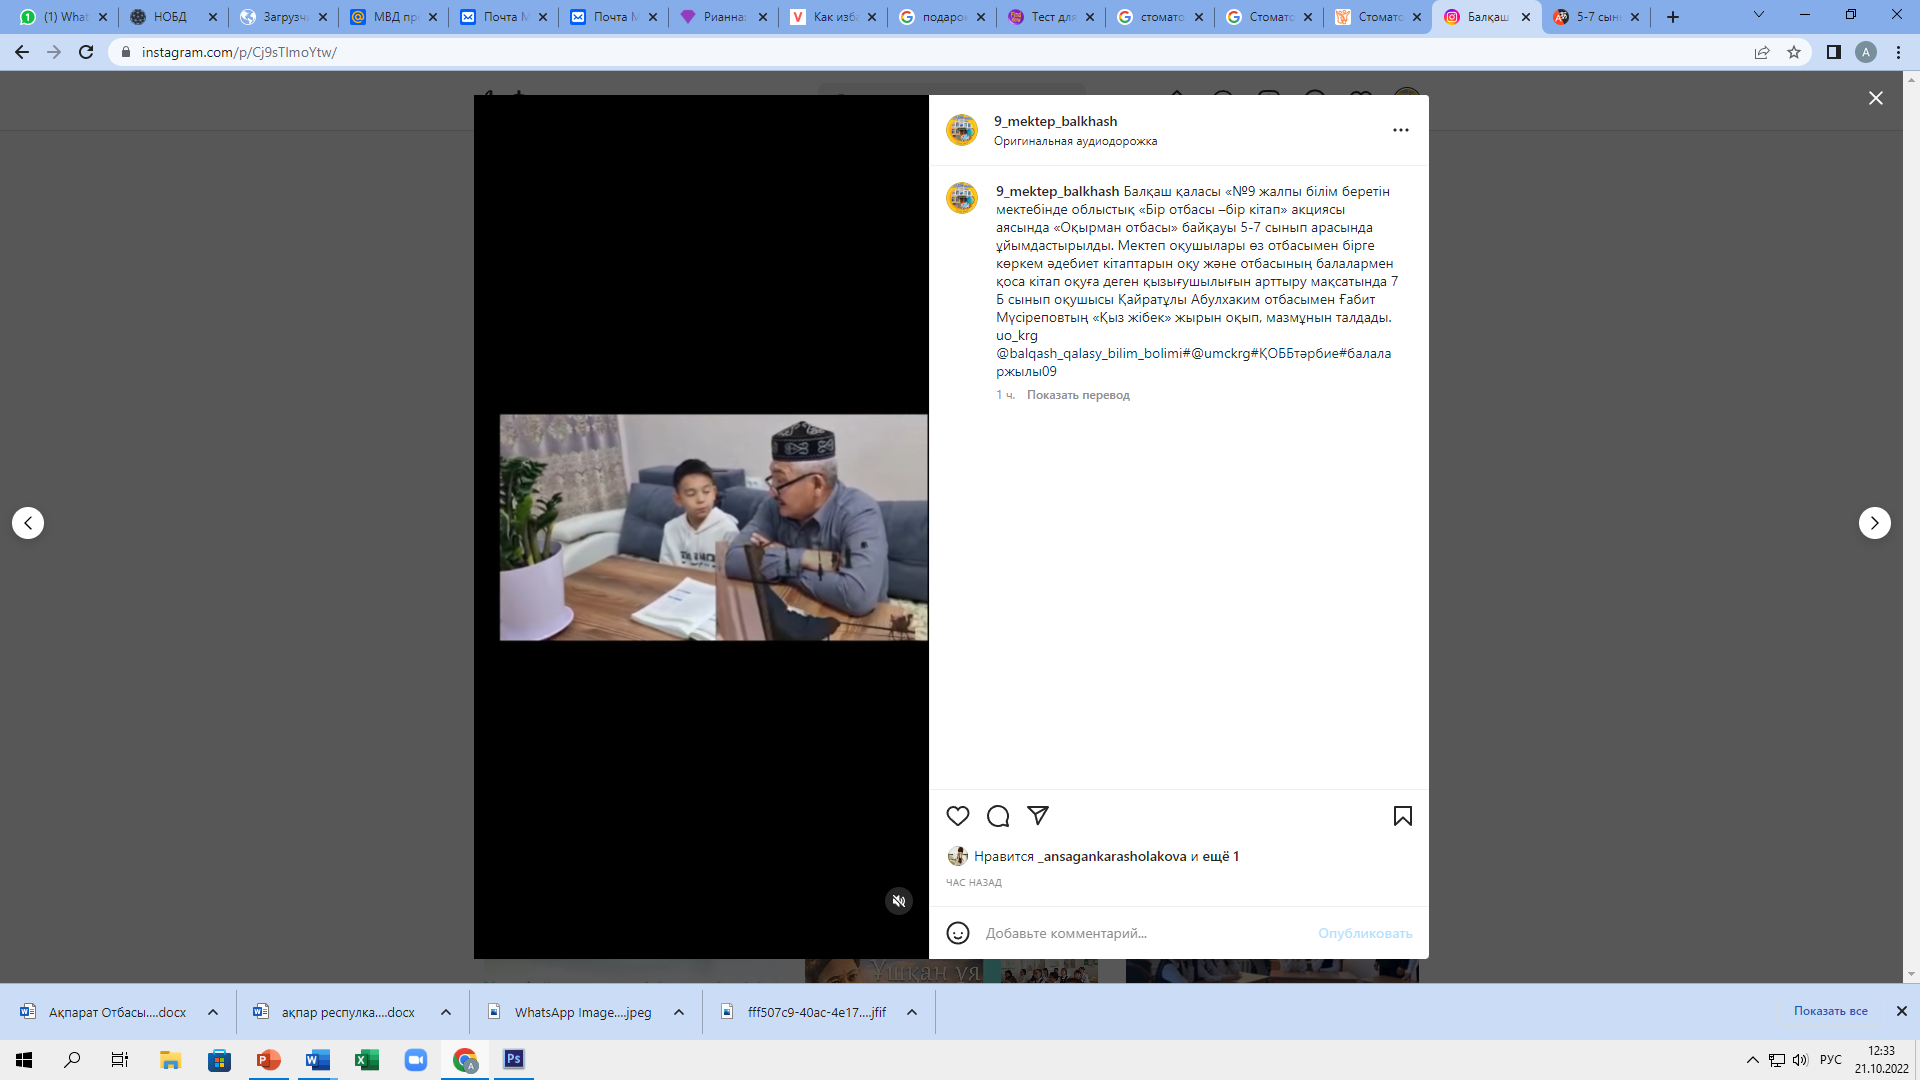 (1) What
НОБД
Загрузч
МВД пр
Почта М
Почта М
Рианна:
Как изба
подаро
Тест для
стомато
Стомато
Стомато
Балқаш
5-7 сын
instagram.com/p/Cj9sTlmoYtw/
A
9_mektep_balkhash
Оригинальная аудиодорожка
9_mektep_balkhash Балқаш қаласы «№9 жалпы білім беретін
мектебінде облыстық «Бір отбасы –бір кітап» акциясы
аясында «Оқырман отбасы» байқауы 5-7 сынып арасында
ұйымдастырылды. Мектеп оқушылары өз отбасымен бірге
көркем әдебиет кітаптарын оқу және отбасының балалармен
қоса кітап оқуға деген қызығушылығын арттыру мақсатында 7
Б сынып оқушысы Қайратұлы Абулхаким отбасымен Ғабит
Мүсіреповтың «Қыз жібек» жырын оқып, мазмұнын талдады.
uo_krg
@balqash_qalasy_bilim_bolimi#@umckrg#ҚОББтәрбие#балала
ржылы09
1 ч. Показать перевод
Нравится _ansagankarasholakova и ещё 1
ЧАС НАЗАД
Добавьте комментарий...
Опубликовать
Ұшқан ұя
Ақпарат Отбасы....docx
ақпар респулка....docx
WhatsApp Image....jpeg
fff507c9-40ac-4e17....jfif
Показать все
РУС
12:33
21.10.2022